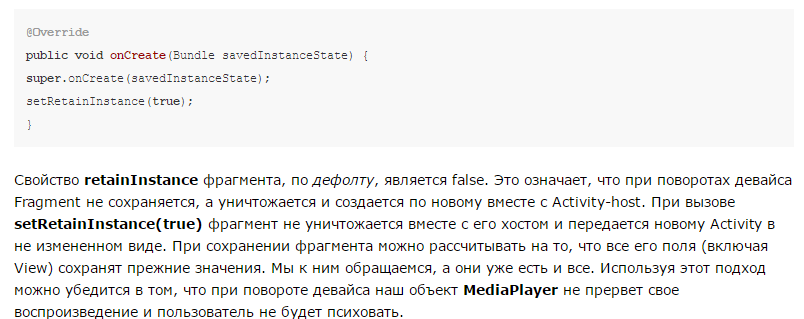 @Override
public void onCreate(Bundle savedInstanceState) {
super.onCreate(savedInstanceState);
setRetainInstance(true);
}
Свойство retainInstance фрагмента, по дефолту, является false. Это означает, что при поворотах девайса
Fragment не сохраняется, а уничтожается и создается по новому вместе с Activity-host. При вызове
setRetainInstance(true) фрагмент не уничтожается вместе с его хостом и передается новому Activity в
не измененном виде. При сохранении фрагмента можно рассчитывать на то, что все его поля (включая
View) сохранят прежние значения. Мы к ним обращаемся, а они уже есть и все. Используя этот подход
можно убедится в том, что при повороте девайса наш объект MediaPlayer не прервет свое
воспроизведение и пользователь не будет психовать.